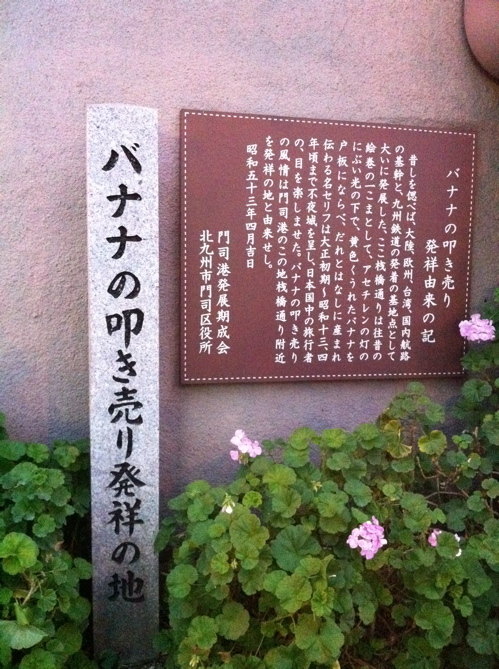 バナナの叩き売り発祥の地
バナナの叩き売り
発祥由来の記
昔しを偲べば、大陸、欧州、台湾、国内航路
の基幹と、九州鉄道の発着の基地点として
大いに発展した、ここ桟橋通りは往昔の
絵巻の一こまとして、アセチレンの灯の
にぶい光の下で、黄色くうれたバナナを
戸板にならべ、だれとはなしに産まれ
伝わる名セリフは大正初期〜昭和十三、四
年頃まで不夜城を呈し、日本国中の旅行者
の、目を楽しませた。バナナの叩き売り
の風情は門司港のこの地桟橋通り附近
を発祥の地と由来せし。
昭和五十三年四月吉日
門司港発展期成会
北九州市門司区役所